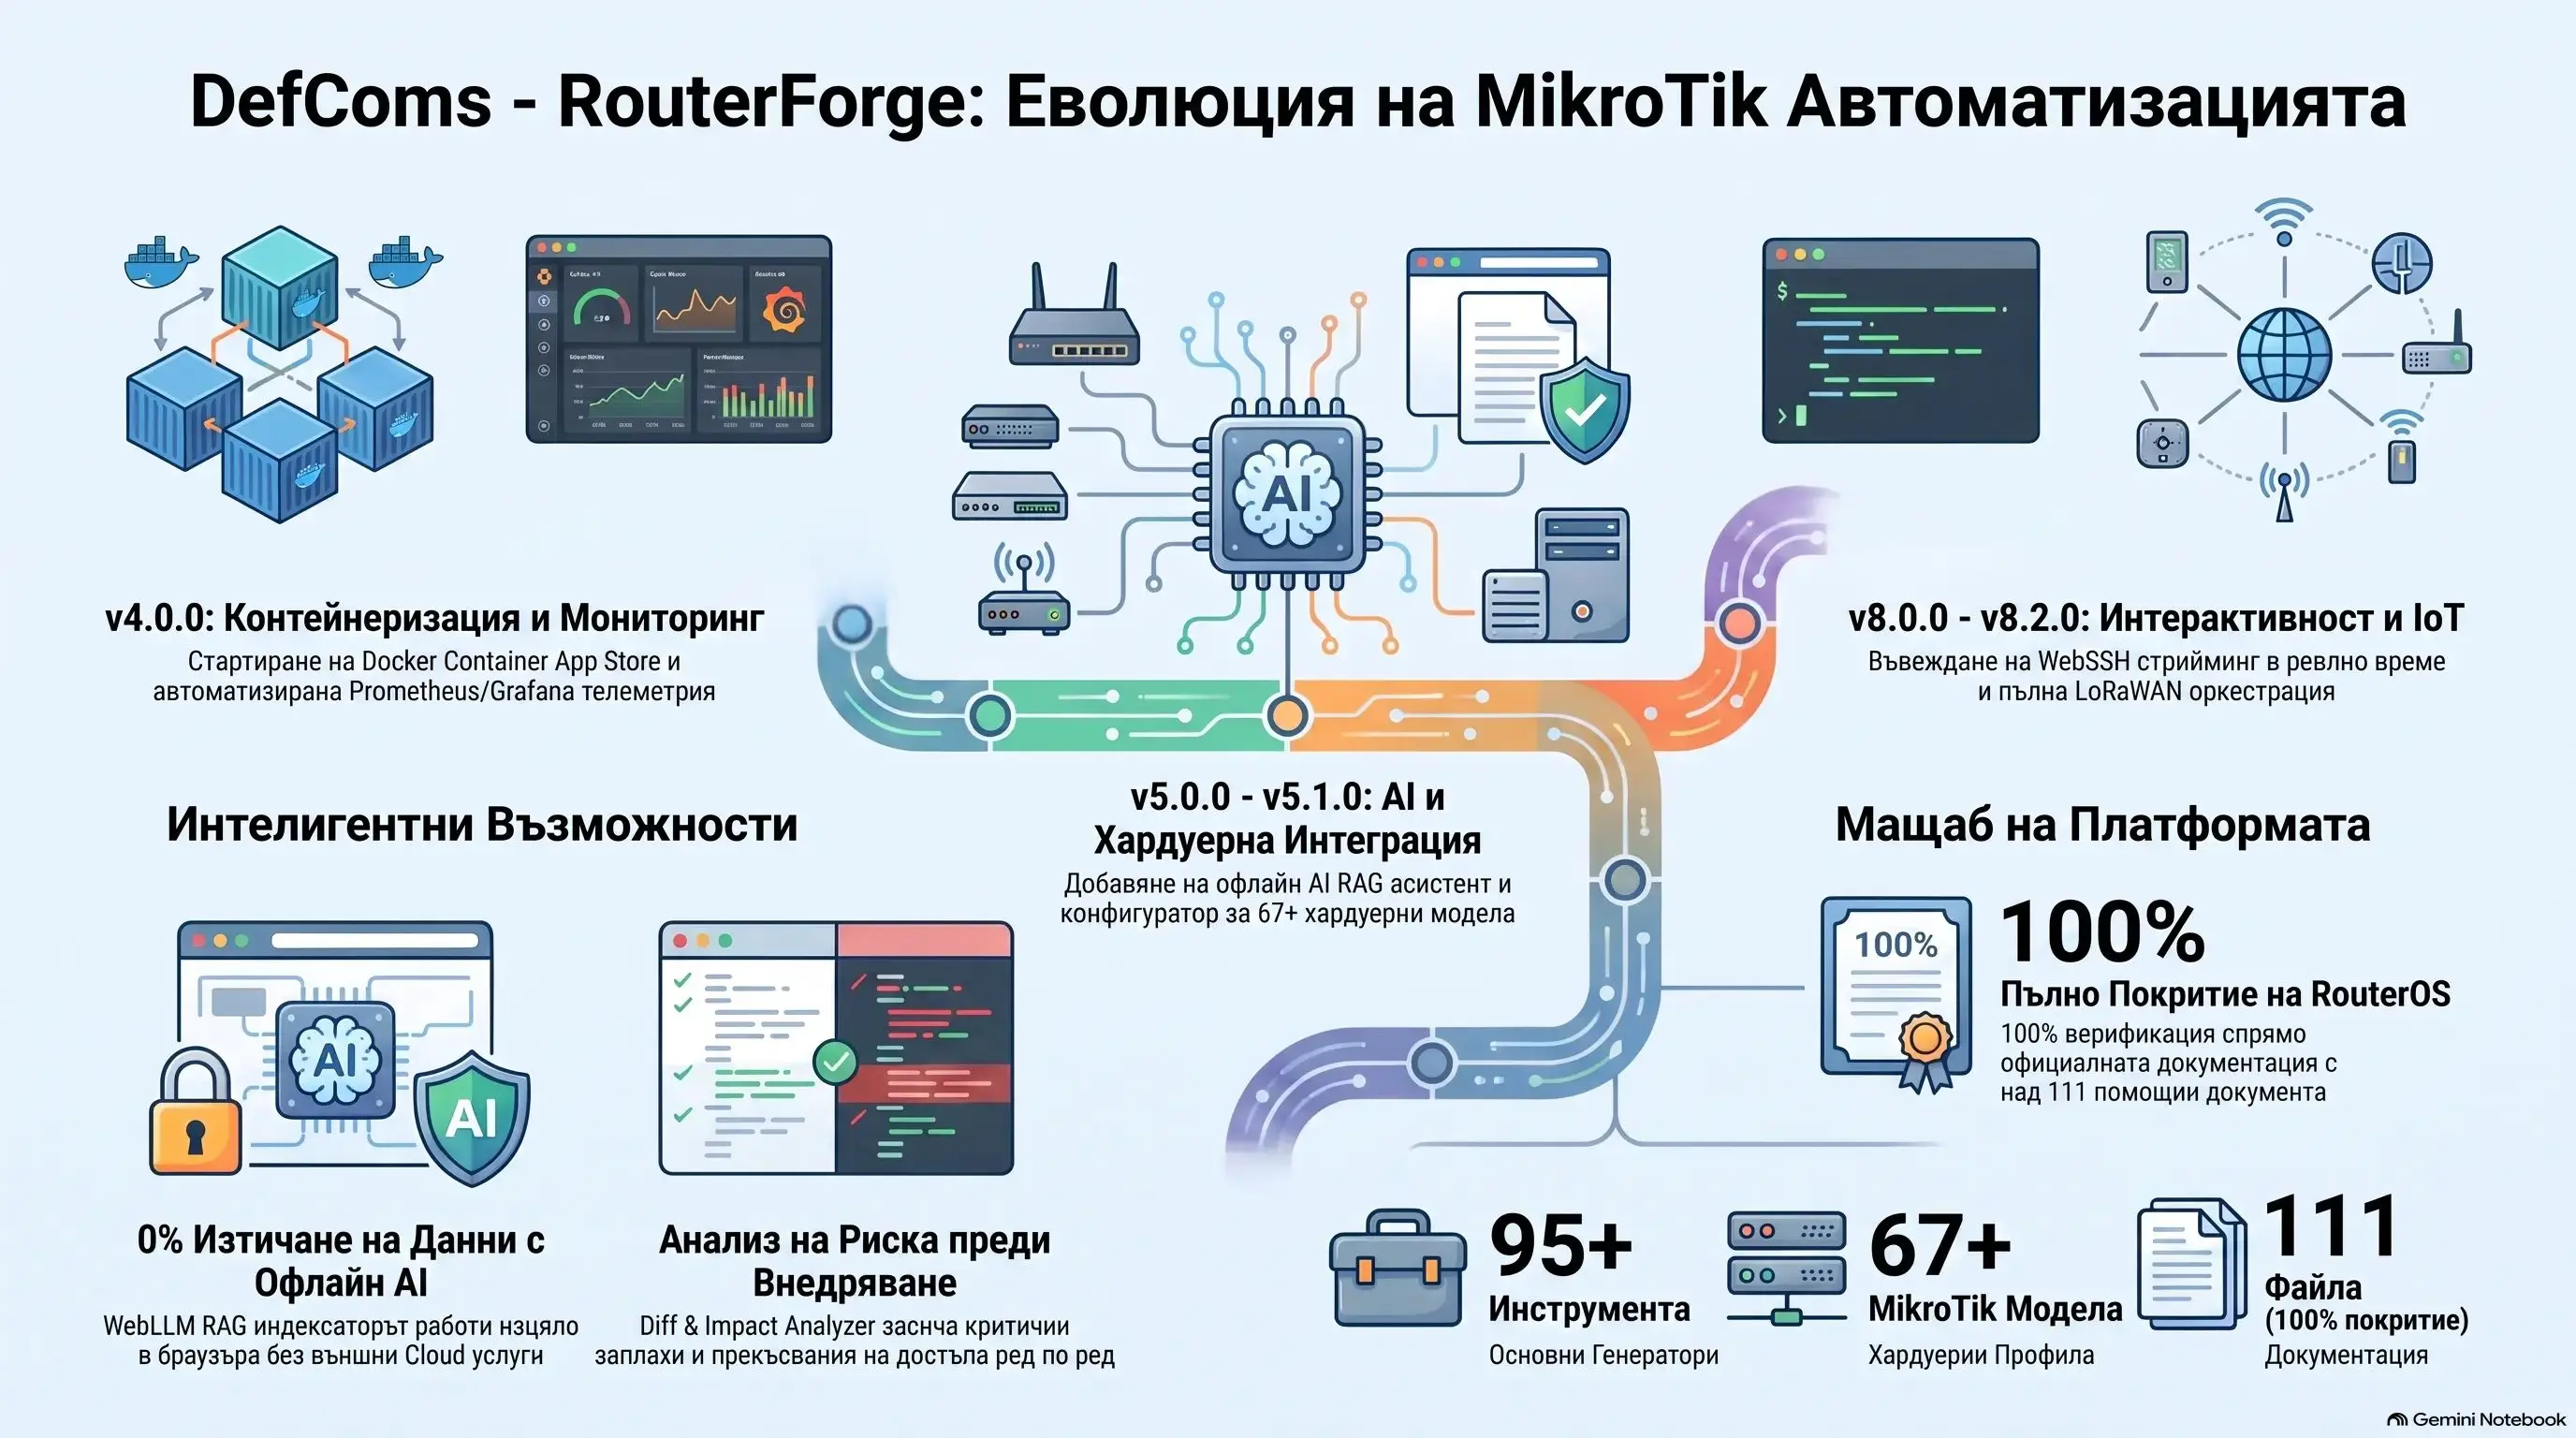 DefComs - RouterForge: Еволюция на MikroTik Автоматизацията
v4.0.0: Контейнеризация и Мониторинг
Стартиране на Docker Container App Store и
автоматизирана Prometheus/Grafana телеметрия
AI
v5.0.0 - v5.1.0: AI и
Хардуерна Интеграция
Добавяне на офлайн AI RAG асистент и
конфигуратор за 67+ хардуерни модела
$
>
v8.0.0 - v8.2.0: Интерактивност и IoT
Въвеждане на WebSSH стрийминг в ревлно време
и пълна LoRaWAN оркестрация
Интелигентни Възможности
AI
AI
0% Изтичане на Данни с
Офлайн AI
WebLLM RAG индексаторът работи нзцяло
в браузъра без външни Cloud услуги
Анализ на Риска преди
Внедряване
Diff & Impact Analyzer заснча критичии
заплахи и прекъсвания на достъпа ред по ред
Мащаб на Платформата
100%
100%
Пълно Покритие на RouterOS
100% верификация спрямо
официалната документация с
над 111 помощии документа
95+
Инструмента
Основни Генератори
67+
MikroTik Модела
Хардуерии Профила
111
Файла
(100% покритие)
Документация
Gemini Notebook